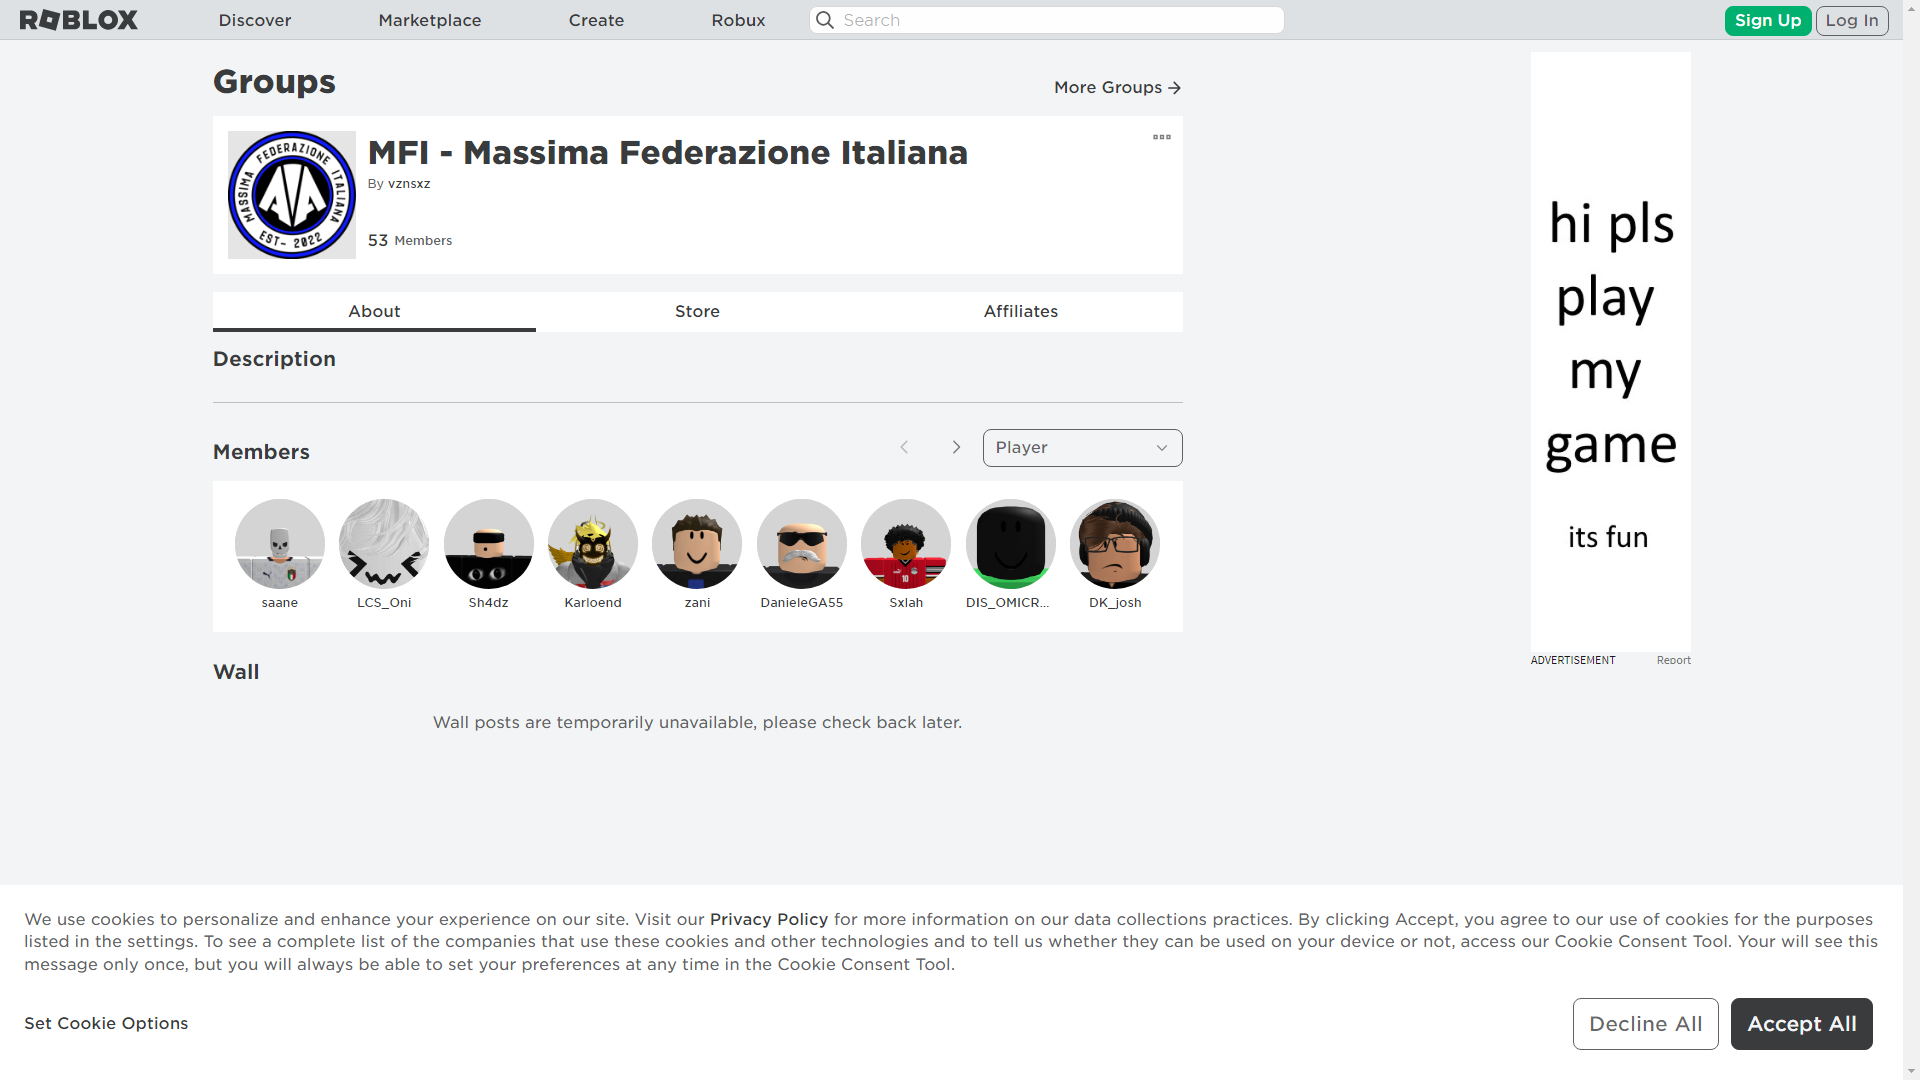 ROBLOX
Discover
Marketplace
Create
Robux
Search
Sign Up
Log In
Groups
More Groups
MASSIMA FEDERAZIONE ITALIANA
EST- 2022
MFI - Massima Federazione Italiana
By vznsxz
53 Members
About
Store
Affiliates
Description
Members
Player
10
saane
LCS_Oni
Sh4dz
Karloend
zani
DanieleGA55
Sxlah
DIS_OMICR...
DK_josh
Wall
Wall posts are temporarily unavailable, please check back later.
hi pls
play
my
game
its fun
ADVERTISEMENT
Report
We use cookies to personalize and enhance your experience on our site. Visit our Privacy Policy for more information on our data collections practices. By clicking Accept, you agree to our use of cookies for the purposes
listed in the settings. To see a complete list of the companies that use these cookies and other technologies and to tell us whether they can be used on your device or not, access our Cookie Consent Tool. Your will see this
message only once, but you will always be able to set your preferences at any time in the Cookie Consent Tool.
Set Cookie Options
Decline All
Accept All